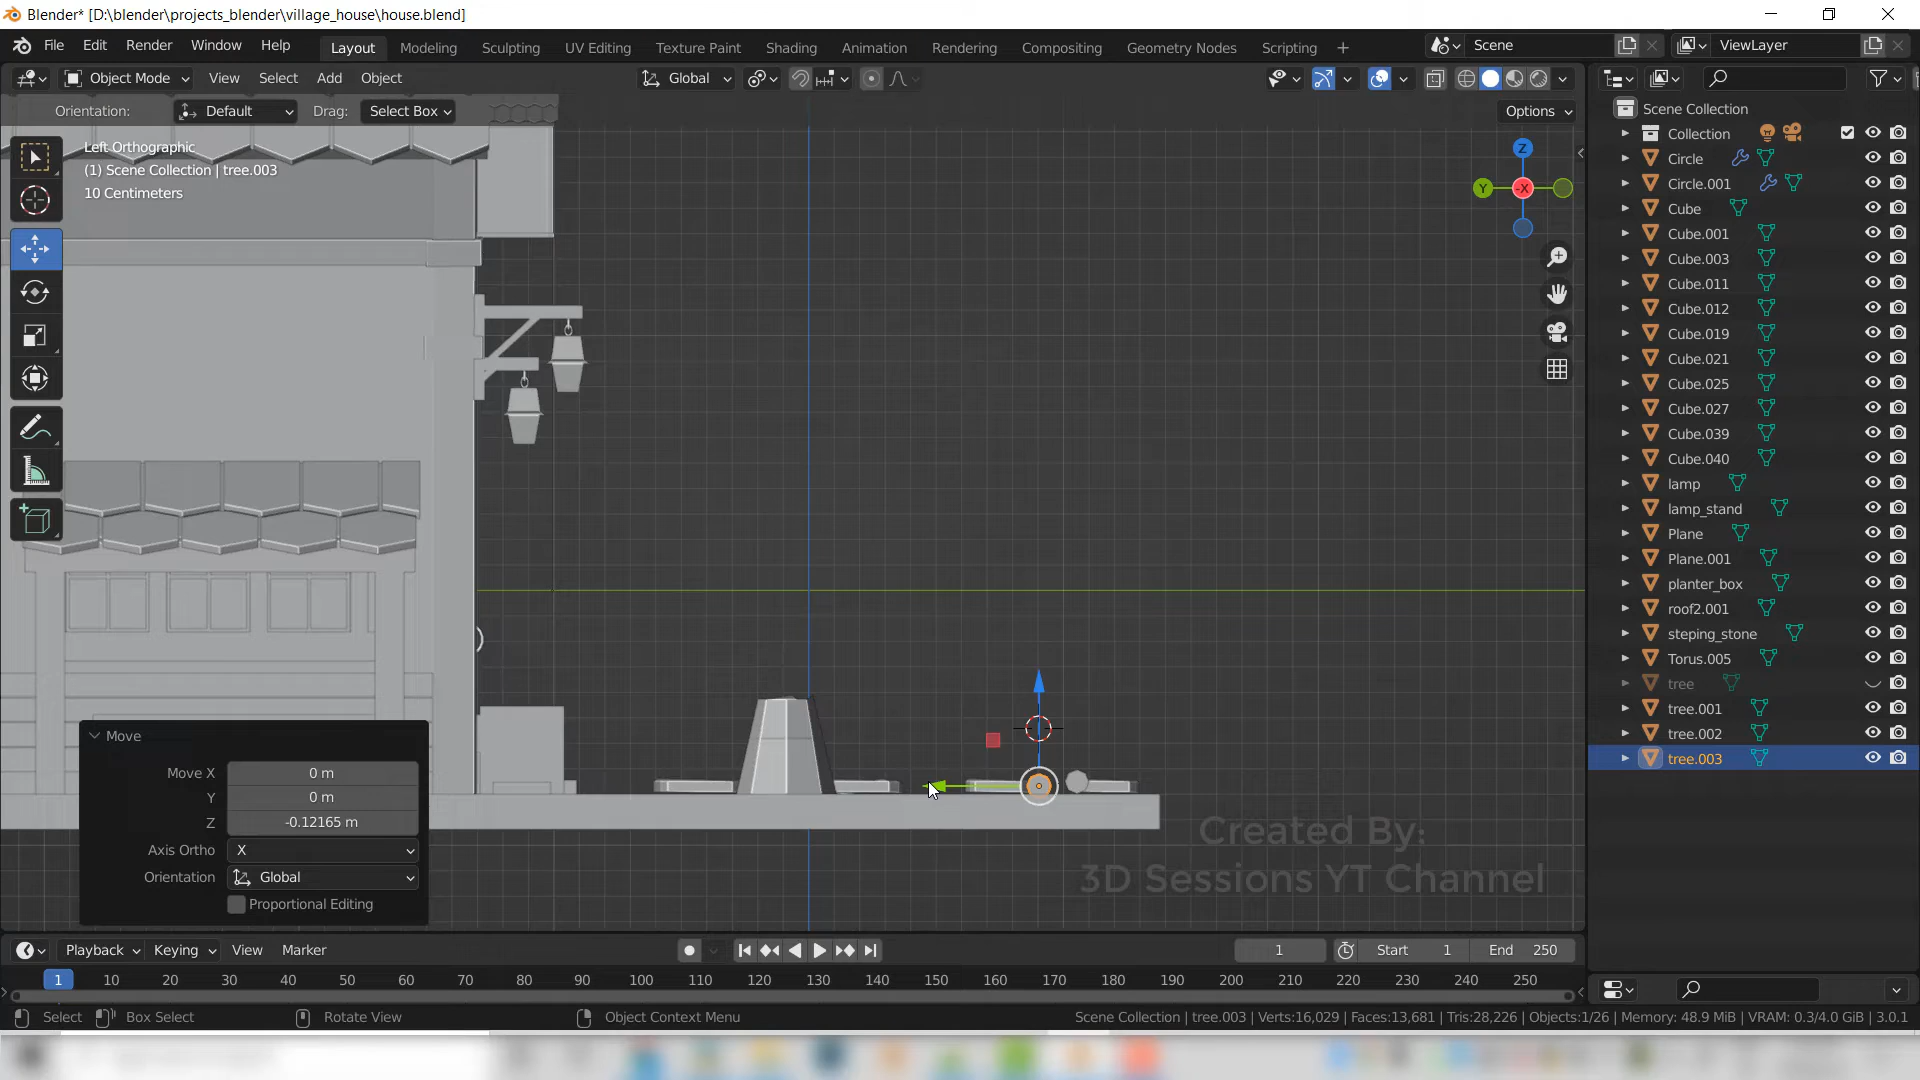 Blender* [D:\blender\projects_blender\village_house\house.blend]
File Edit Render Window Help Layout Modeling Sculpting UV Editing Texture Paint Shading Animation Rendering Compositing Geometry Nodes Scripting + Scene ViewLayer
Object Mode View Select Add Object Global
Orientation: Default Drag: Select Box Options
Left Orthographic
(1) Scene Collection | tree.003
10 Centimeters
Z
Y -X
Scene Collection
Collection
Circle
Circle.001
Cube
Cube.001
Cube.003
Cube.011
Cube.012
Cube.019
Cube.021
Cube.025
Cube.027
Cube.039
Cube.040
lamp
lamp_stand
Plane
Plane.001
planter_box
roof2.001
steping_stone
Torus.005
tree
tree.001
tree.002
tree.003
Move
Move X 0 m
Y 0 m
Z -0.12165 m
Axis Ortho X
Orientation Global
Proportional Editing
Created By:
3D Sessions YT Channel
Playback Keying View Marker 1 Start 1 End 250
1 10 20 30 40 50 60 70 80 90 100 110 120 130 140 150 160 170 180 190 200 210 220 230 240 250
Select Box Select Rotate View Object Context Menu Scene Collection | tree.003 | Verts:16,029 | Faces:13,681 | Tris:28,226 | Objects:1/26 | Memory: 48.9 MiB | VRAM: 0.3/4.0 GiB | 3.0.1